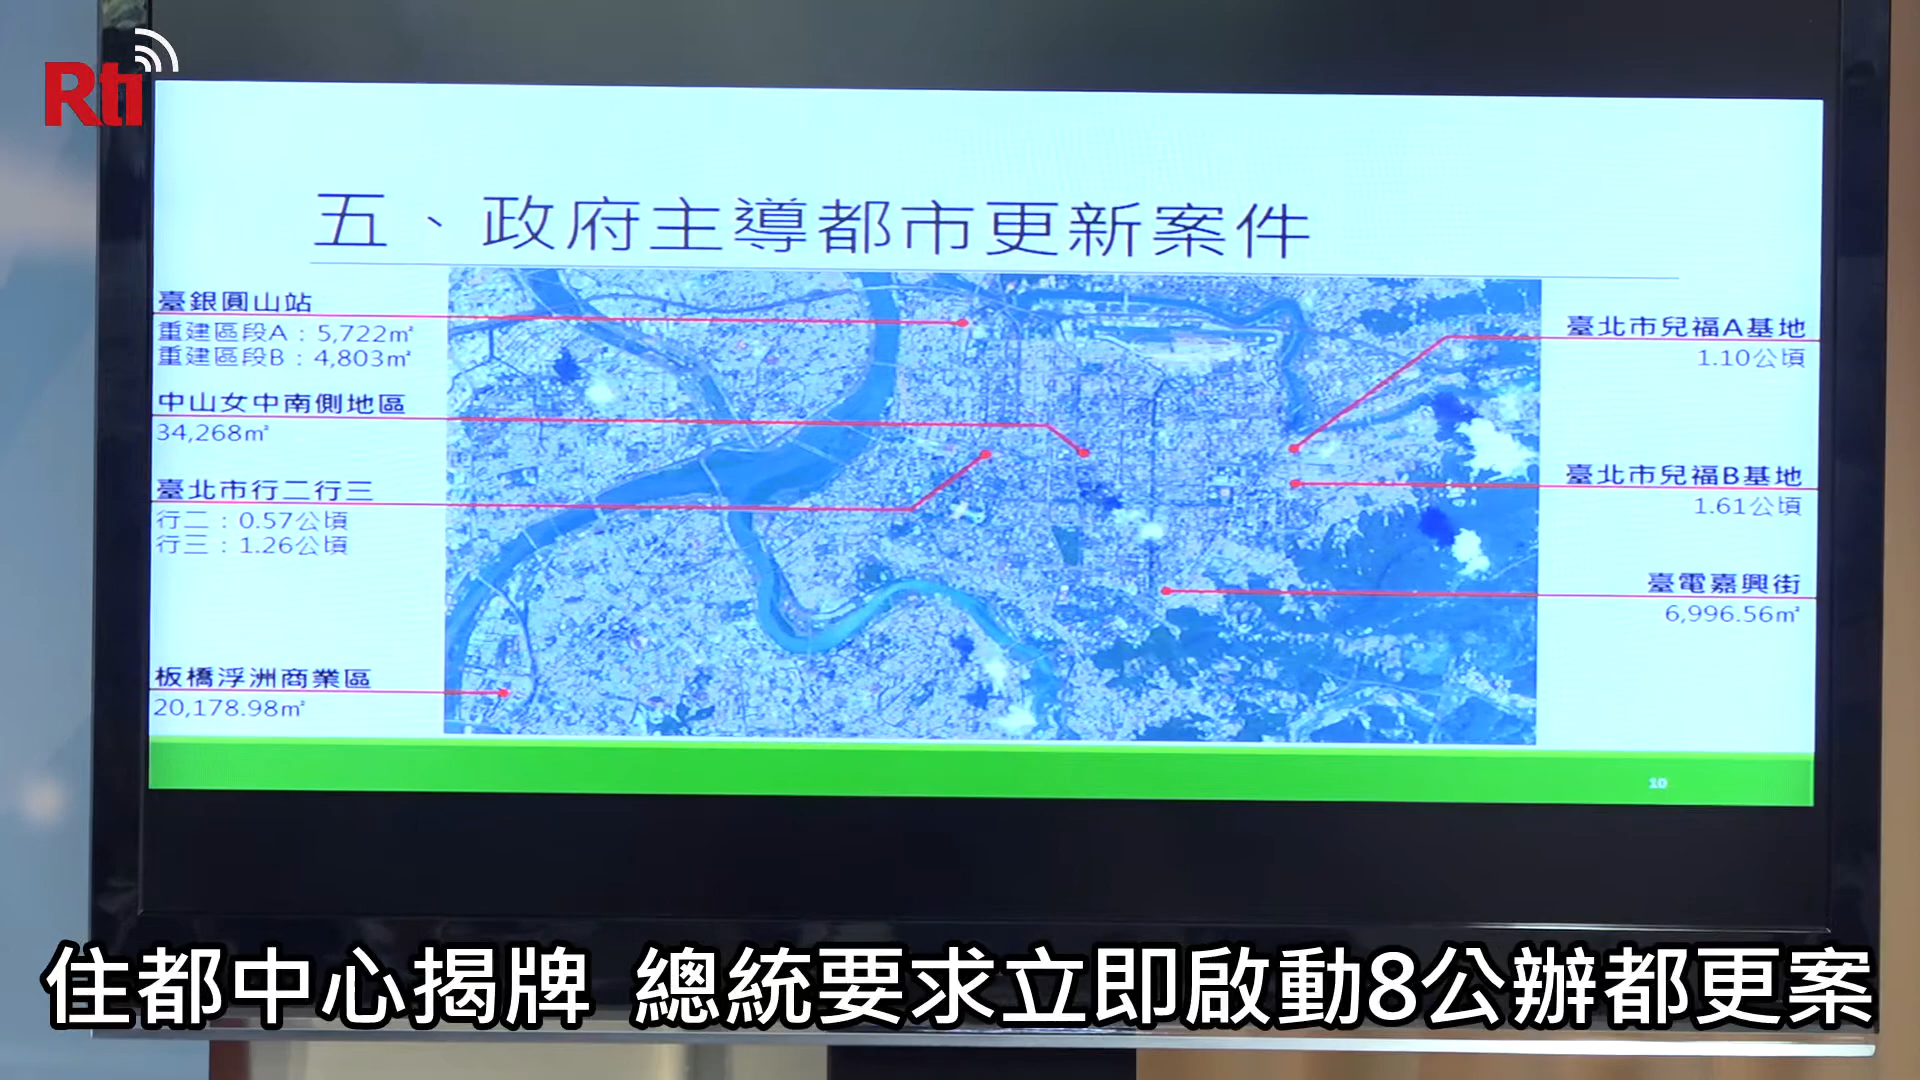 Rti
五、政府主導都市更新案件
臺銀圓山站
重建區段A：5,722㎡
重建區段B：4,803㎡
中山女中南側地區
34,268㎡
臺北市行二行三
行二：0.57公頃
行三：1.26公頃
板橋浮洲商業區
20,178.98㎡
臺北市兒福A基地
1.10公頃
臺北市兒福B基地
1.61公頃
臺電嘉興街
6,996.56㎡
10
住都中心揭牌 總統要求立即啟動8公辦都更案